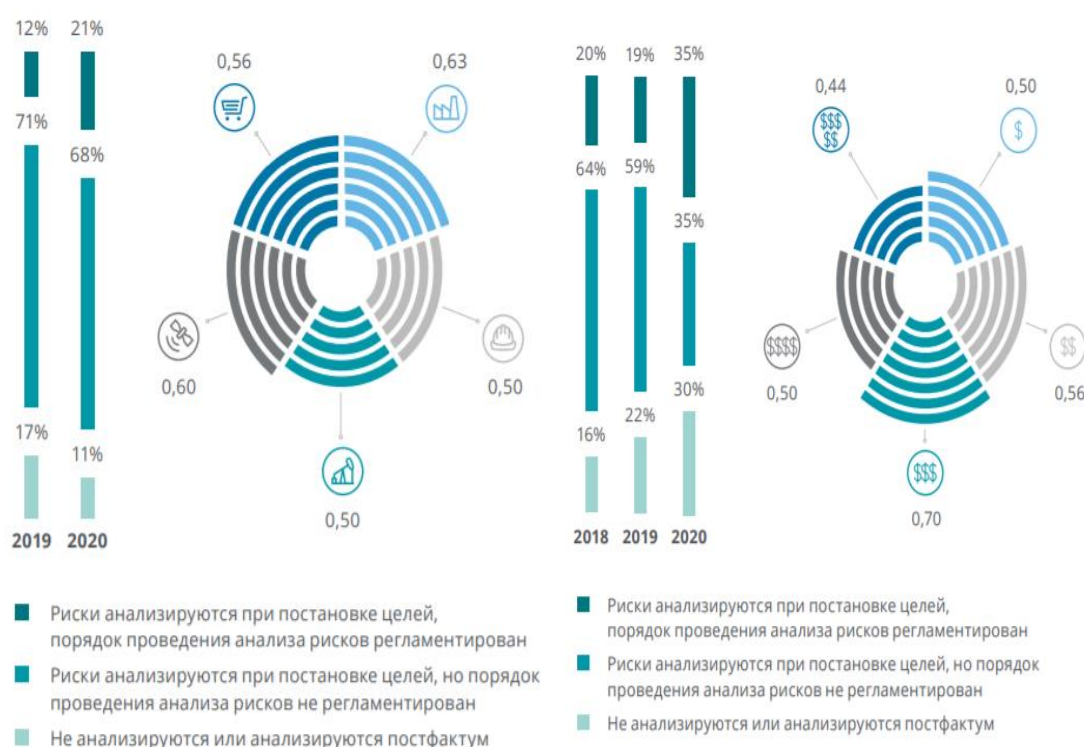 12% 21%
71%
68%
17%
11%
2019 2020
0,56
0,63
0,60
0,50
0,50
Риски анализируются при постановке целей,
порядок проведения анализа рисков регламентирован
Риски анализируются при постановке целей, но порядок
проведения анализа рисков не регламентирован
Не анализируются или анализируются постфактум
20% 19% 35%
64% 59%
35%
30%
16% 22%
2018 2019 2020
0,44
$$$
$$
0,50
$
$$$$
0,50
$$
0,56
$$$
0,70
Риски анализируются при постановке целей,
порядок проведения анализа рисков регламентирован
Риски анализируются при постановке целей, но порядок
проведения анализа рисков не регламентирован
Не анализируются или анализируются постфактум